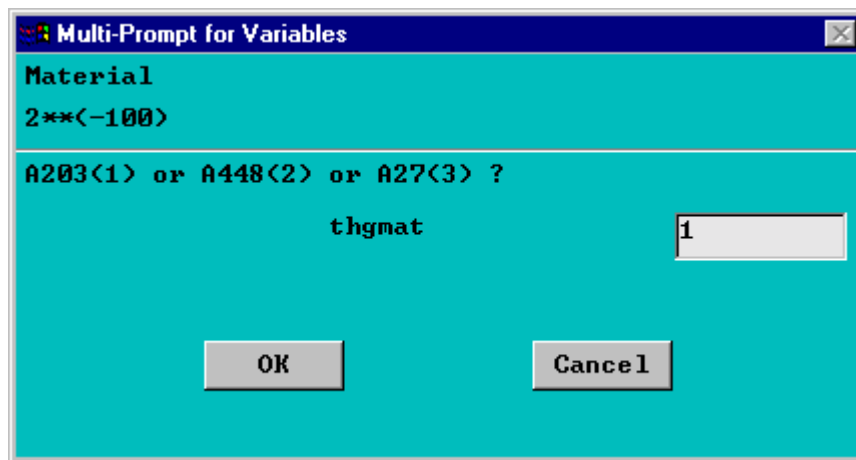 Multi-Prompt for Variables
Material
2**(-100)
A203(1) or A448(2) or A27(3) ?
thgmat 1
OK Cancel